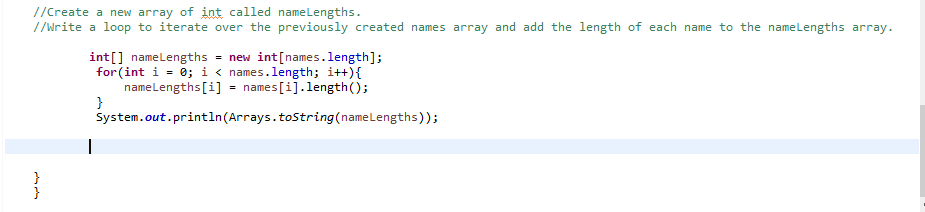 //Create a new array of int called nameLengths.
//Write a loop to iterate over the previously created names array and add the length of each name to the nameLengths array.
int[] nameLengths = new int[names.length];
for(int i = 0; i < names.length; i++){
nameLengths[i] = names[i].length();
}
System.out.println(Arrays.toString(nameLengths));
}
}